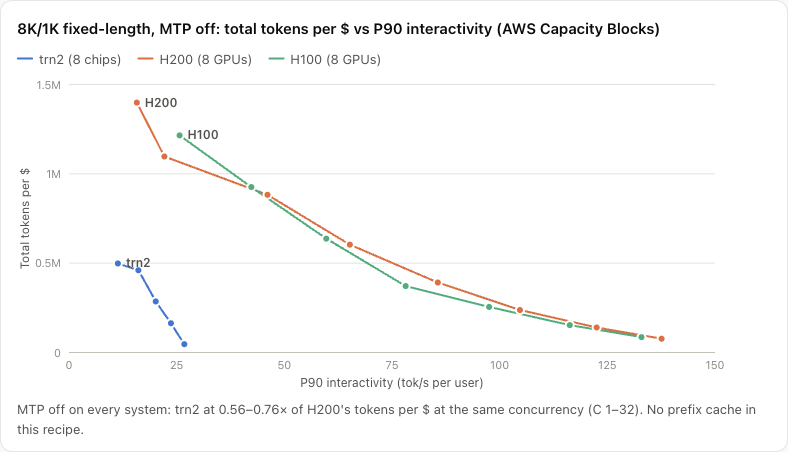 8K/1K fixed-length, MTP off: total tokens per $ vs P90 interactivity (AWS Capacity Blocks)
trn2 (8 chips) H200 (8 GPUs) H100 (8 GPUs)
1.5M
H200
H100
1M
Total tokens per $
0.5M
trn2
0
0 25 50 75 100 125 150
P90 interactivity (tok/s per user)
MTP off on every system: trn2 at 0.56–0.76× of H200's tokens per $ at the same concurrency (C 1–32). No prefix cache in
this recipe.